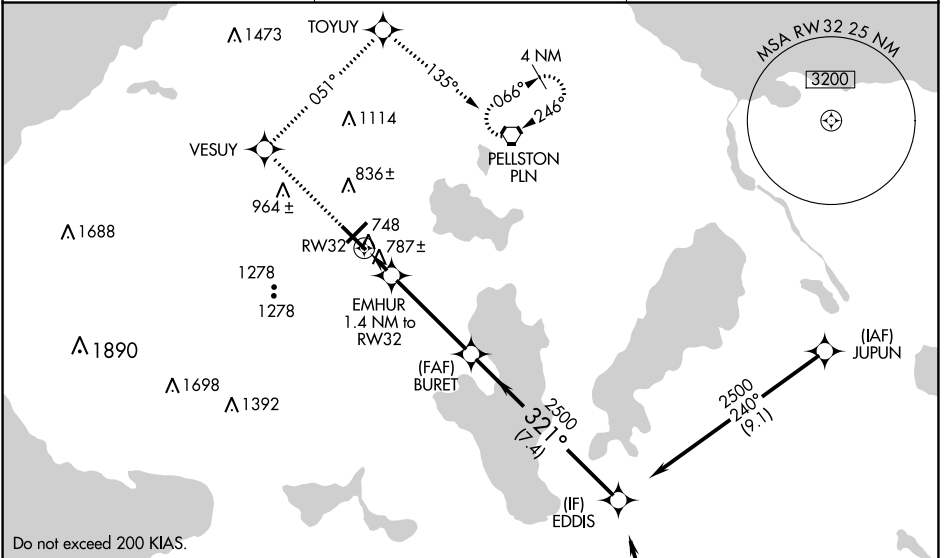 MSA RW32 25 NM
3200
TOYUY
1473
051°
135°
4 NM
066°
246°
1114
VESUY
PELLSTON
PLN
836±
964±
748
1688
RW32
787±
1278
1278
EMHUR
1.4 NM to
RW32
1890
(FAF)
BURET
(IAF)
JUPUN
1698
1392
2500
321°
(7.4)
2500
240°
(9.1)
(IF)
EDDIS
Do not exceed 200 KIAS.